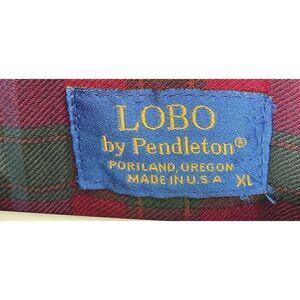 LOBO
by Pendleton®
PORTLAND, OREGON
MADE IN U.S.A. XL